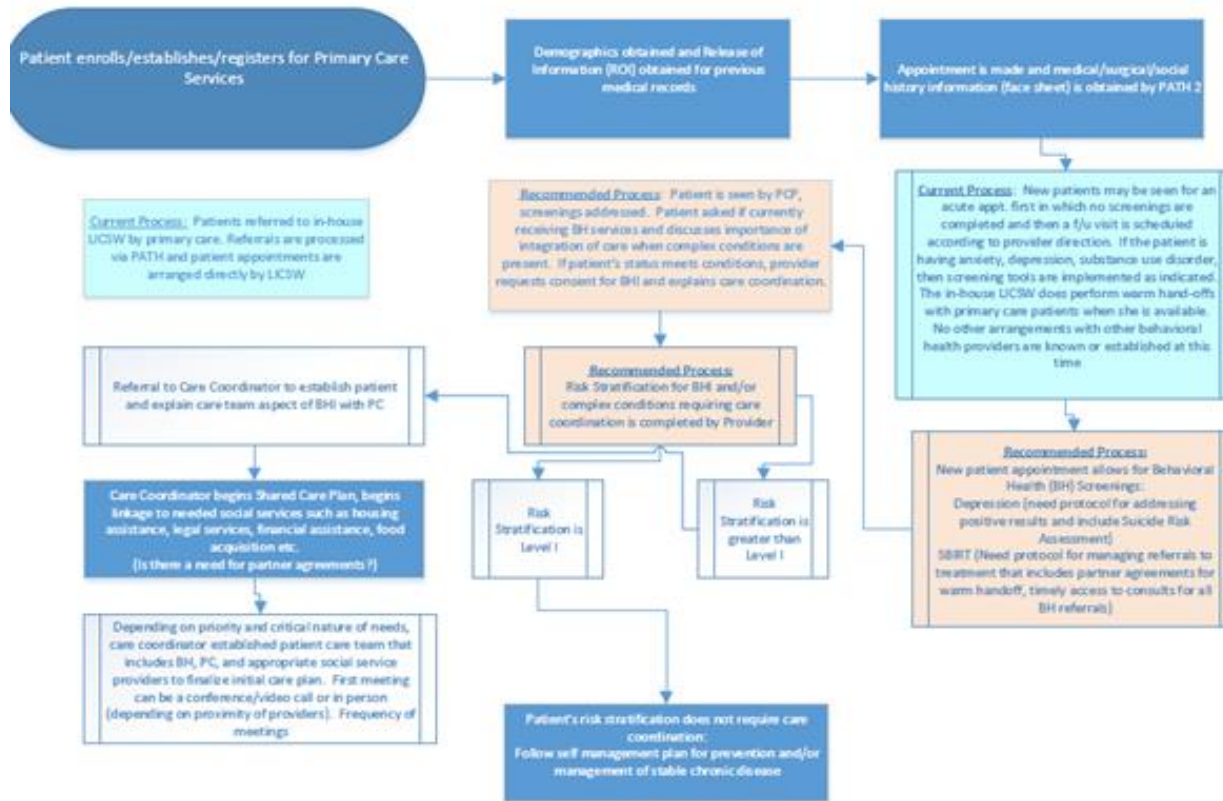 Patient enrolls/establishes/registers for Primary Care
Services
Demographics obtained and Release of
Information (ROI) obtained for previous
medical records
Appointment is made and medical/surgical/social
history information (face sheet) is obtained by PATH 2
Current Process: Patients referred to in-house
LICSW by primary care. Referrals are processed
via PATH and patient appointments are
arranged directly by LICSW
Recommended Process: Patient is seen by PCP,
screenings addressed. Patient asked if currently
receiving BH services and discusses importance of
integration of care when complex conditions are
present. If patient's status meets conditions, provider
requests consent for BHI and explains care coordination.
Current Process: New patients may be seen for an
acute appt. first in which no screenings are
completed and then a f/u visit is scheduled
according to provider direction. If the patient is
having anxiety, depression, substance use disorder,
then screening tools are implemented as indicated.
The in-house LICSW does perform warm hand-offs
with primary care patients when she is available.
No other arrangements with other behavioral
health providers are known or established at this
time
Referral to Care Coordinator to establish patient
and explain care team aspect of BHI with PC
Recommended Process:
Risk Stratification for BHI and/or
complex conditions requiring care
coordination is completed by Provider
Recommended Process:
New patient appointment allows for Behavioral
Health (BH) Screenings:
Depression (need protocol for addressing
positive results and include Suicide Risk
Assessment)
SBIRT (Need protocol for managing referrals to
treatment that includes partner agreements for
warm handoff, timely access to consults for all
BH referrals)
Care Coordinator begins Shared Care Plan, begins
linkage to needed social services such as housing
assistance, legal services, financial assistance, food
acquisition etc.
(Is there a need for partner agreements?)
Risk
Stratification is
Level I
Risk
Stratification is
greater than
Level I
Depending on priority and critical nature of needs,
care coordinator established patient care team that
includes BH, PC, and appropriate social service
providers to finalize initial care plan. First meeting
can be a conference/video call or in person
(depending on proximity of providers). Frequency of
meetings
Patient's risk stratification does not require care
coordination:
Follow self management plan for prevention and/or
management of stable chronic disease